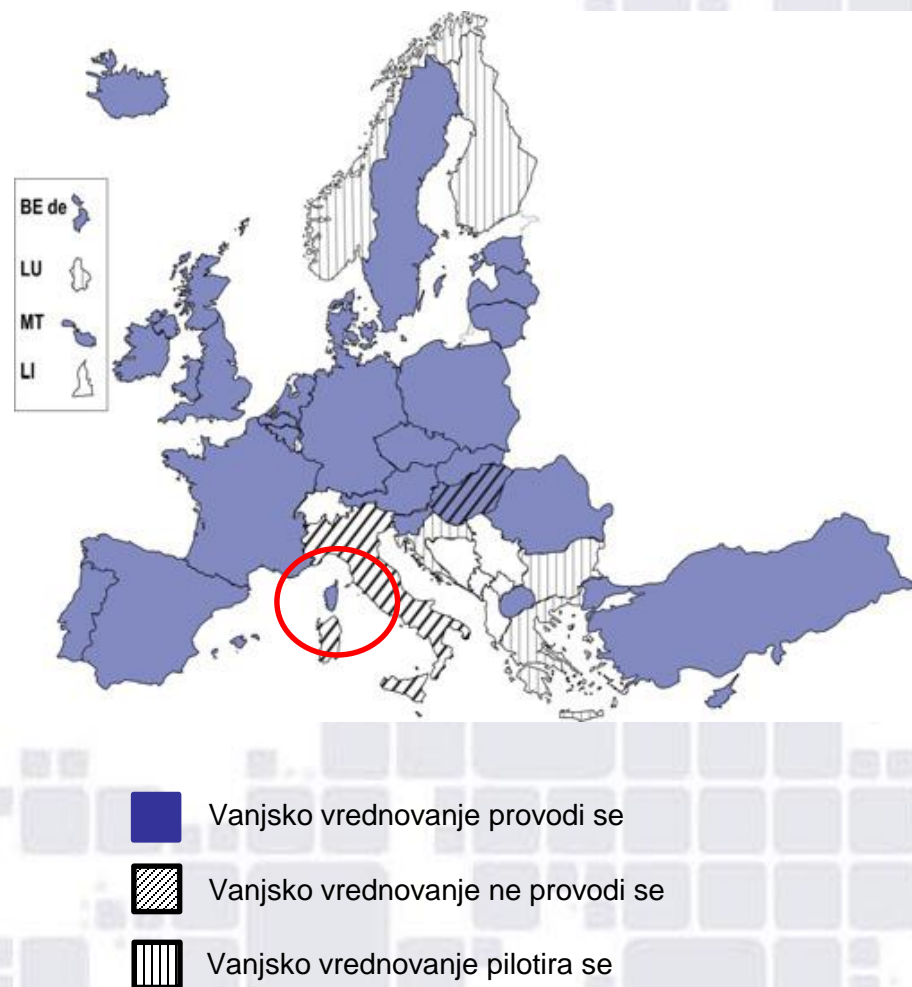 BE de
LU
MT
LI
Vanjsko vrednovanje provodi se
Vanjsko vrednovanje ne provodi se
Vanjsko vrednovanje pilotira se